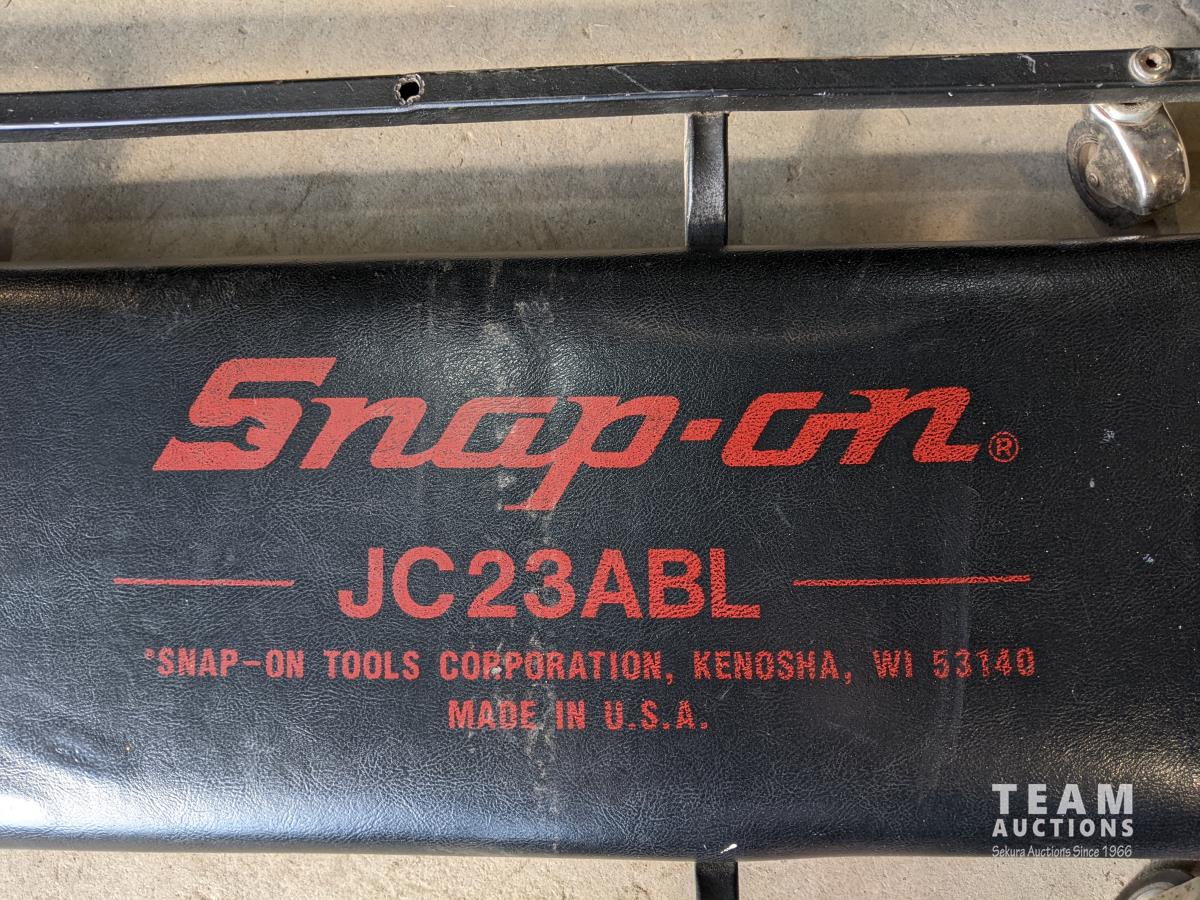 Snap-on®
JC23ABL
*SNAP-ON TOOLS CORPORATION, KENOSHA, WI 53140
MADE IN U.S.A.
TEAM
AUCTIONS
Sekura Auctions Since 1966